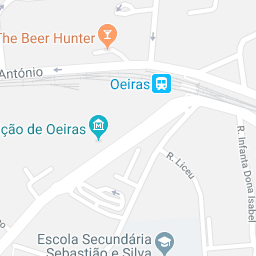 The Beer Hunter
António
Oeiras
ção de Oeiras
R. Liceu
R. Infanta Dona Isabel
Escola Secundária
Sebastião e Silva